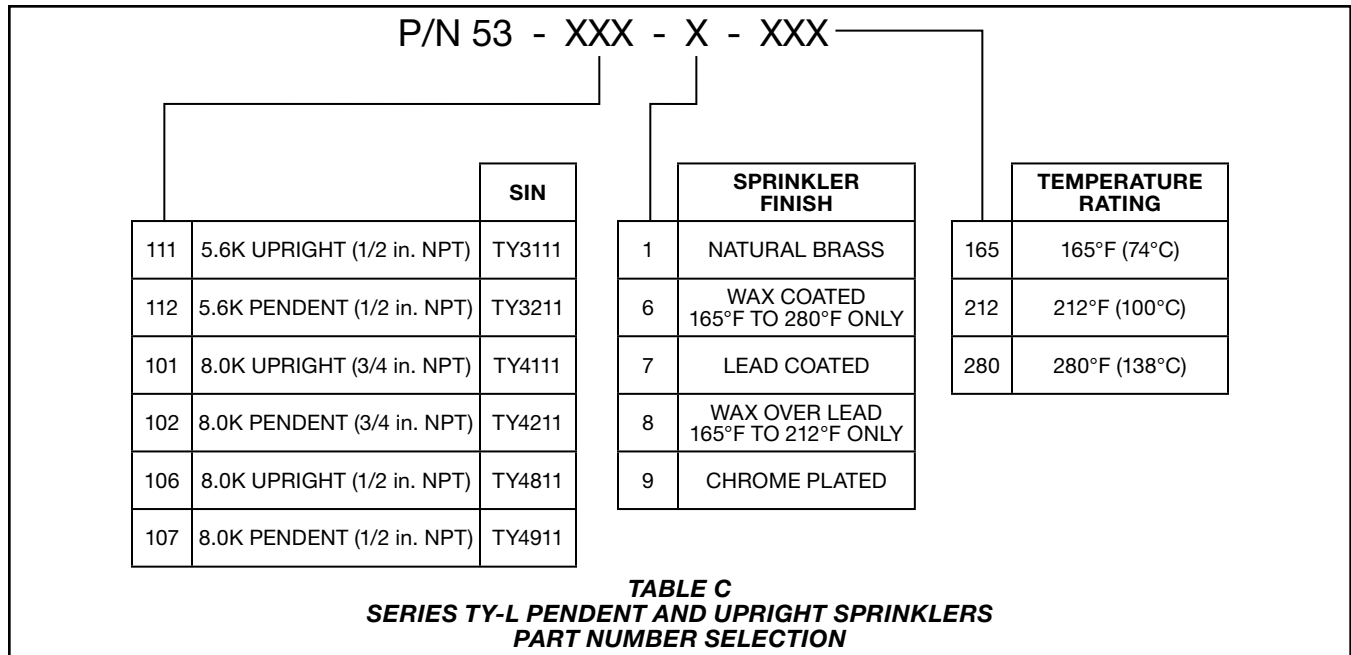 P/N 53 - XXX - X - XXX
SIN
111 5.6K UPRIGHT (1/2 in. NPT) TY3111
112 5.6K PENDENT (1/2 in. NPT) TY3211
101 8.0K UPRIGHT (3/4 in. NPT) TY4111
102 8.0K PENDENT (3/4 in. NPT) TY4211
106 8.0K UPRIGHT (1/2 in. NPT) TY4811
107 8.0K PENDENT (1/2 in. NPT) TY4911
SPRINKLER
FINISH
1 NATURAL BRASS
6 WAX COATED
165°F TO 280°F ONLY
7 LEAD COATED
8 WAX OVER LEAD
165°F TO 212°F ONLY
9 CHROME PLATED
TEMPERATURE
RATING
165 165°F (74°C)
212 212°F (100°C)
280 280°F (138°C)
TABLE C
SERIES TY-L PENDENT AND UPRIGHT SPRINKLERS
PART NUMBER SELECTION